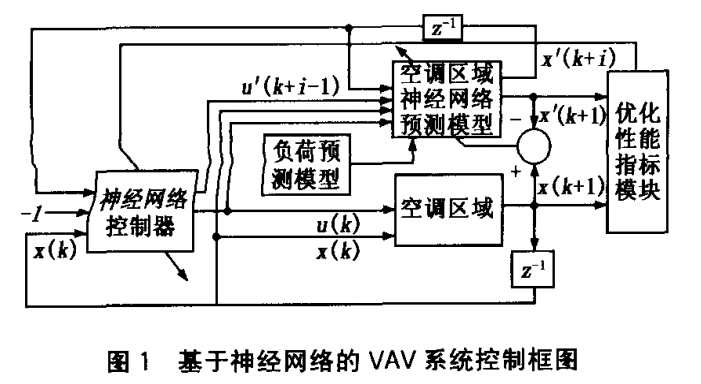 z⁻¹
x′(k+i)
u′(k+i−1)
空调区域
神经网络
预测模型
−
x′(k+1)
优化
性能
指标
模块
负荷预
测模型
+
x(k+1)
神经网络
控制器
-1
空调区域
u(k)
x(k)
x(k)
z⁻¹
图 1 基于神经网络的 VAV 系统控制框图